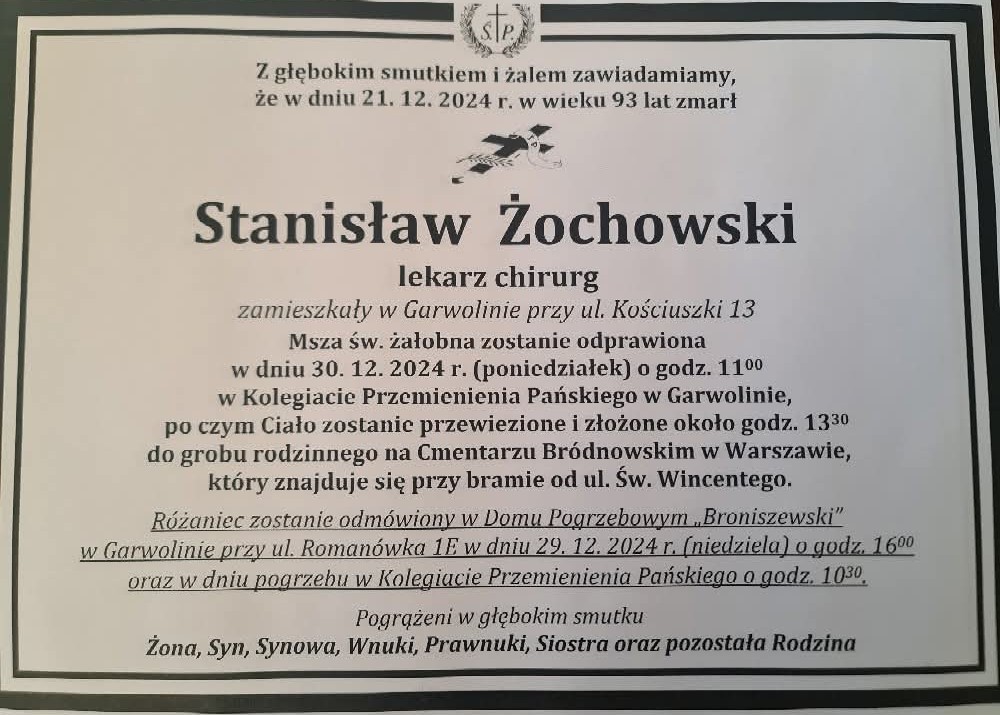 Ś. P.
Z głębokim smutkiem i żalem zawiadamiamy,
że w dniu 21. 12. 2024 r. w wieku 93 lat zmarł
Stanisław Żochowski
lekarz chirurg
zamieszkały w Garwolinie przy ul. Kościuszki 13
Msza św. żałobna zostanie odprawiona
w dniu 30. 12. 2024 r. (poniedziałek) o godz. 11⁰⁰
w Kolegiacie Przemienienia Pańskiego w Garwolinie,
po czym Ciało zostanie przewiezione i złożone około godz. 13³⁰
do grobu rodzinnego na Cmentarzu Bródnowskim w Warszawie,
który znajduje się przy bramie od ul. Św. Wincentego.
Różaniec zostanie odmówiony w Domu Pogrzebowym „Broniszewski”
w Garwolinie przy ul. Romanówka 1E w dniu 29. 12. 2024 r. (niedziela) o godz. 16⁰⁰
oraz w dniu pogrzebu w Kolegiacie Przemienienia Pańskiego o godz. 10³⁰.
Pogrążeni w głębokim smutku
Żona, Syn, Synowa, Wnuki, Prawnuki, Siostra oraz pozostała Rodzina